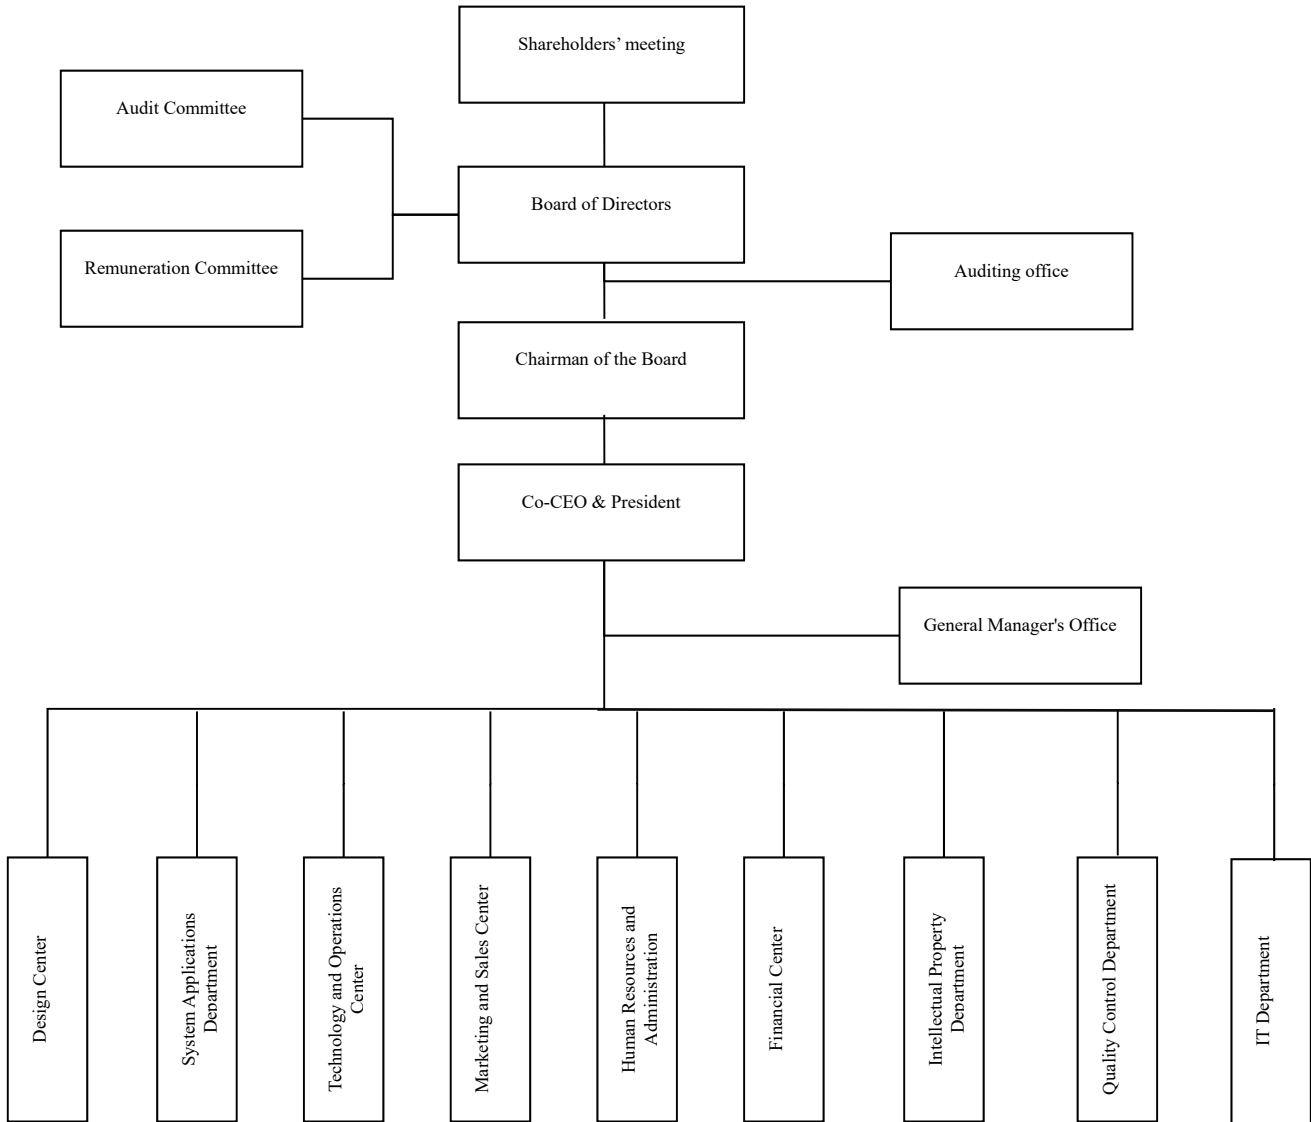 Shareholders’ meeting
Audit Committee
Board of Directors
Remuneration Committee
Auditing office
Chairman of the Board
Co-CEO & President
General Manager's Office
Design Center
System Applications
Department
Technology and Operations
Center
Marketing and Sales Center
Human Resources and
Administration
Financial Center
Intellectual Property
Department
Quality Control Department
IT Department